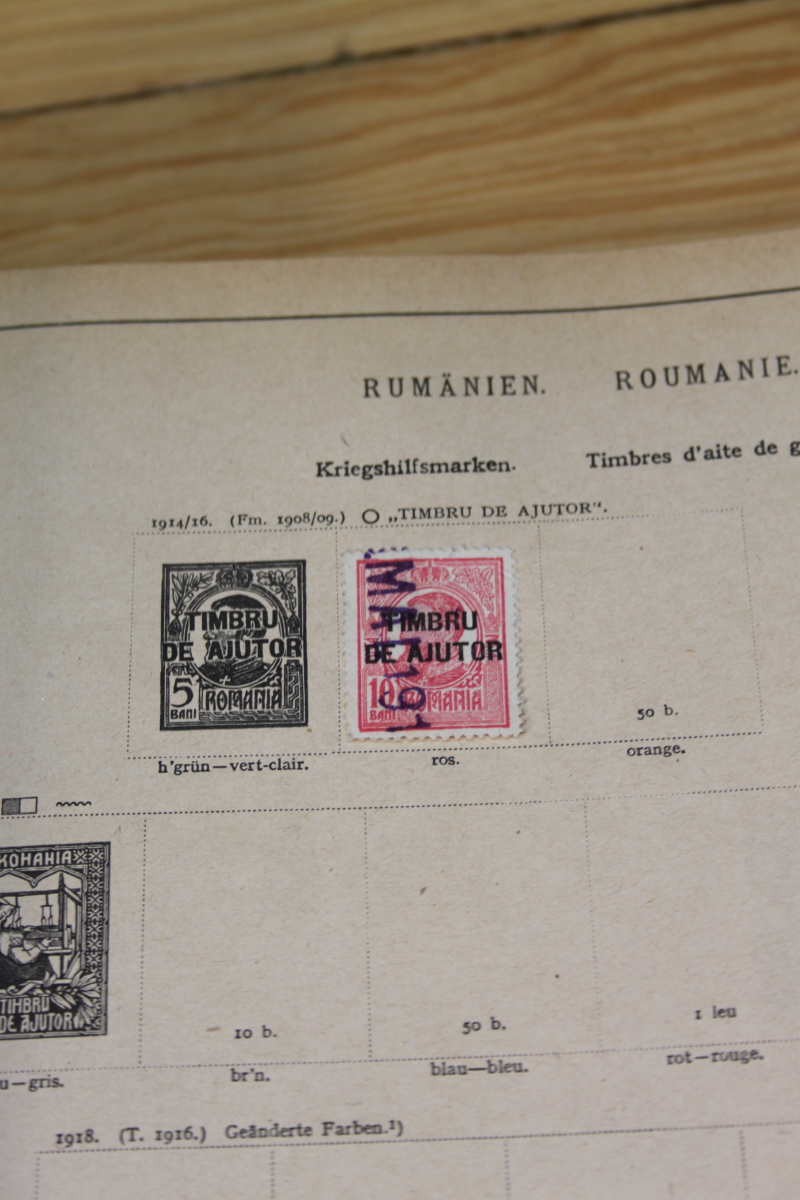 RUMÄNIEN. ROUMANIE.
Kriegshilfsmarken. Timbres d'aite de g
1914/16. (Fm. 1908/09.) O „TIMBRU DE AJUTOR".
TIMBRU
DE AJUTOR
5
BANI
ROMANIA
TIMBRU
DE AJUTOR
10
BANI
ROMANIA
50 b.
h'grün—vert-clair.
ros.
orange.
TIMBRU
DE AJUTOR
10 b.
50 b.
1 leu
u—gris.
br'n.
blau—bleu.
rot—rouge.
1918. (T. 1916.) Geänderte Farben.¹)